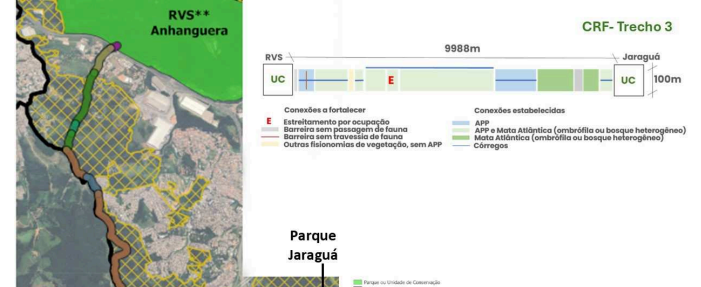 RVS**
Anhanguera
CRF- Trecho 3
9988m
RVS
Jaraguá
UC
E
UC
100m
Conexões a fortalecer
E Estreitamento por ocupação
Barreira sem passagem de fauna
Barreira sem travessia de fauna
Outras fisionomias de vegetação, sem APP
Conexões estabelecidas
APP
APP e Mata Atlântica (ombrófila ou bosque heterogêneo)
Mata Atlântica (ombrófila ou bosque heterogêneo)
Córregos
Parque
Jaraguá
Parque ou Unidade de Conservação